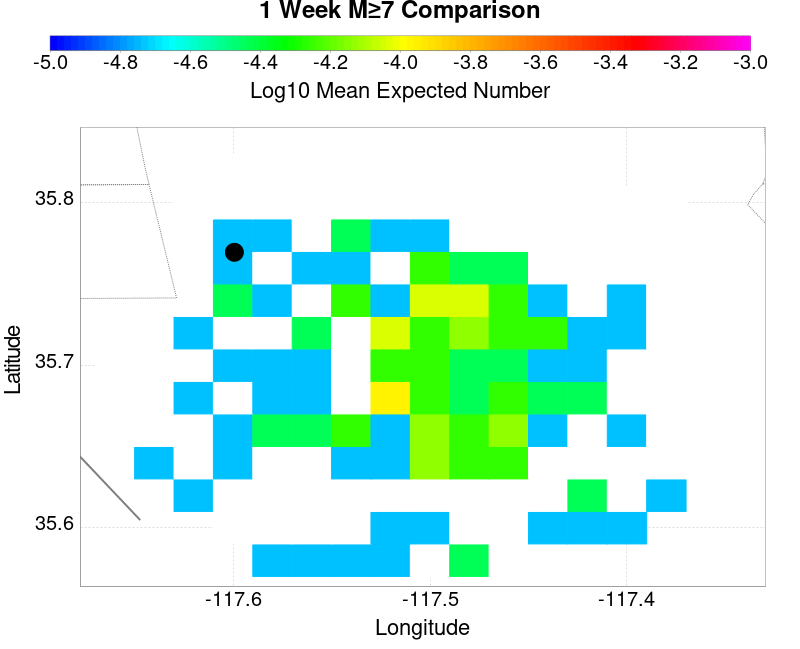 1 Week M≥7 Comparison
-5.0 -4.8 -4.6 -4.4 -4.2 -4.0 -3.8 -3.6 -3.4 -3.2 -3.0
Log10 Mean Expected Number
35.8
35.7
35.6
Latitude
-117.6 -117.5 -117.4
Longitude